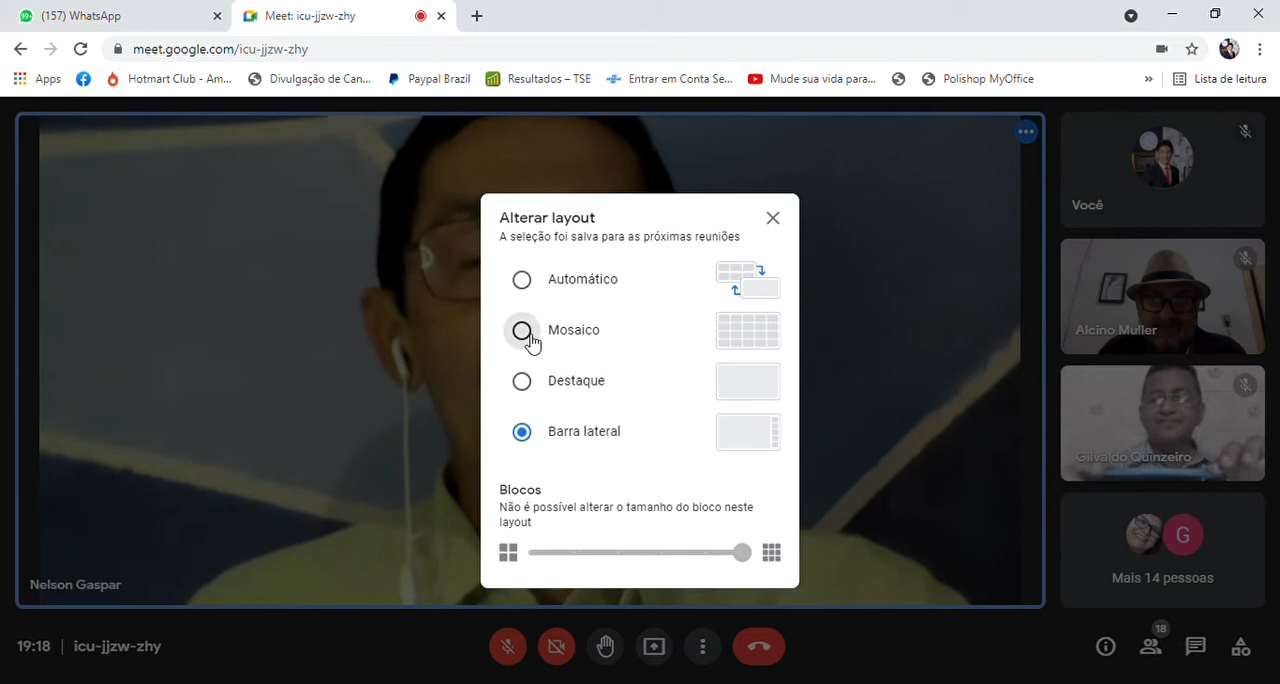 99+
(157) WhatsApp
Meet: icu-jjzw-zhy
meet.google.com/icu-jjzw-zhy
Apps
Hotmart Club - Am...
Divulgação de Can...
Paypal Brazil
Resultados – TSE
Entrar em Conta Se...
Mude sua vida para...
Polishop MyOffice
»
Lista de leitura
Alterar layout
A seleção foi salva para as próximas reuniões
Automático
Mosaico
Destaque
Barra lateral
Blocos
Não é possível alterar o tamanho do bloco neste
layout
Você
Alcino Muller
Gilvaldo Quinzeiro
G
Mais 14 pessoas
Nelson Gaspar
19:18 | icu-jjzw-zhy
18